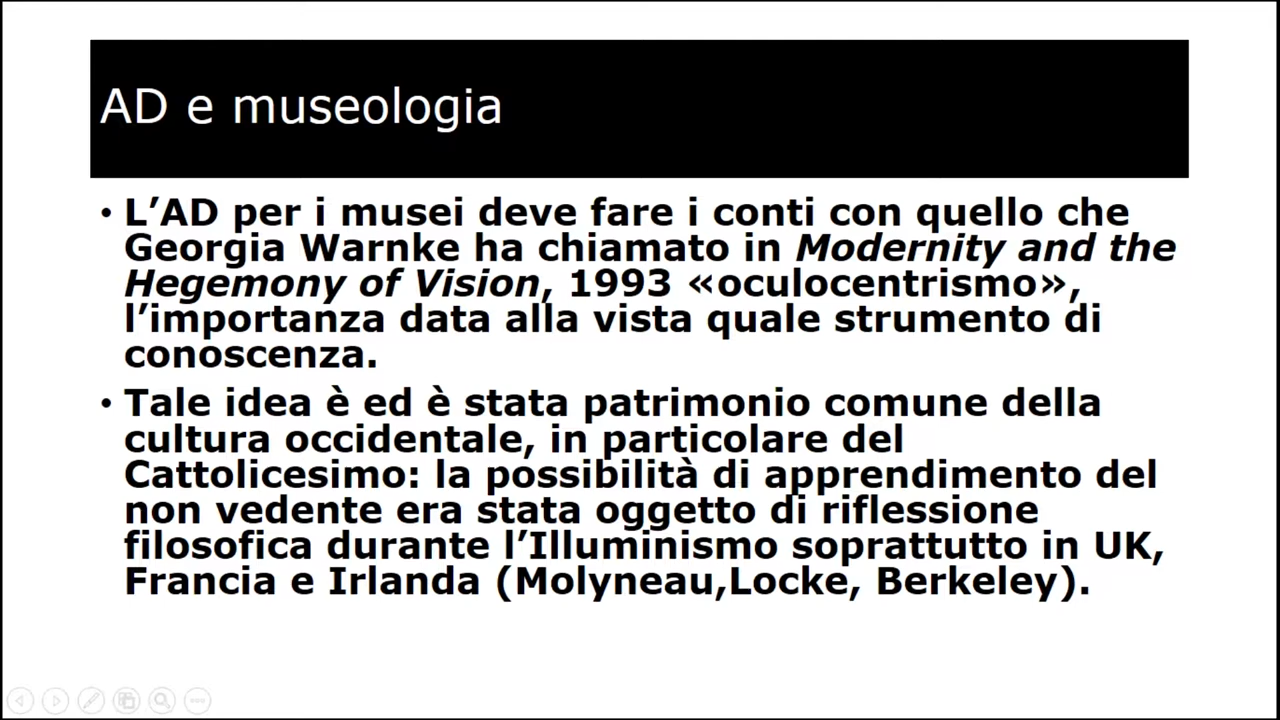 AD e museologia
• L’AD per i musei deve fare i conti con quello che
Georgia Warnke ha chiamato in Modernity and the
Hegemony of Vision, 1993 «oculocentrismo»,
l’importanza data alla vista quale strumento di
conoscenza.
• Tale idea è ed è stata patrimonio comune della
cultura occidentale, in particolare del
Cattolicesimo: la possibilità di apprendimento del
non vedente era stata oggetto di riflessione
filosofica durante l’Illuminismo soprattutto in UK,
Francia e Irlanda (Molyneau,Locke, Berkeley).